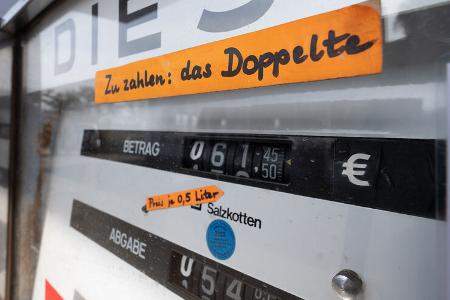 DIES
Zu zahlen: das Doppelte
BETRAG 061 45 50 €
Preis je 0,5 Liter
Salzkotten
ABGABE 054